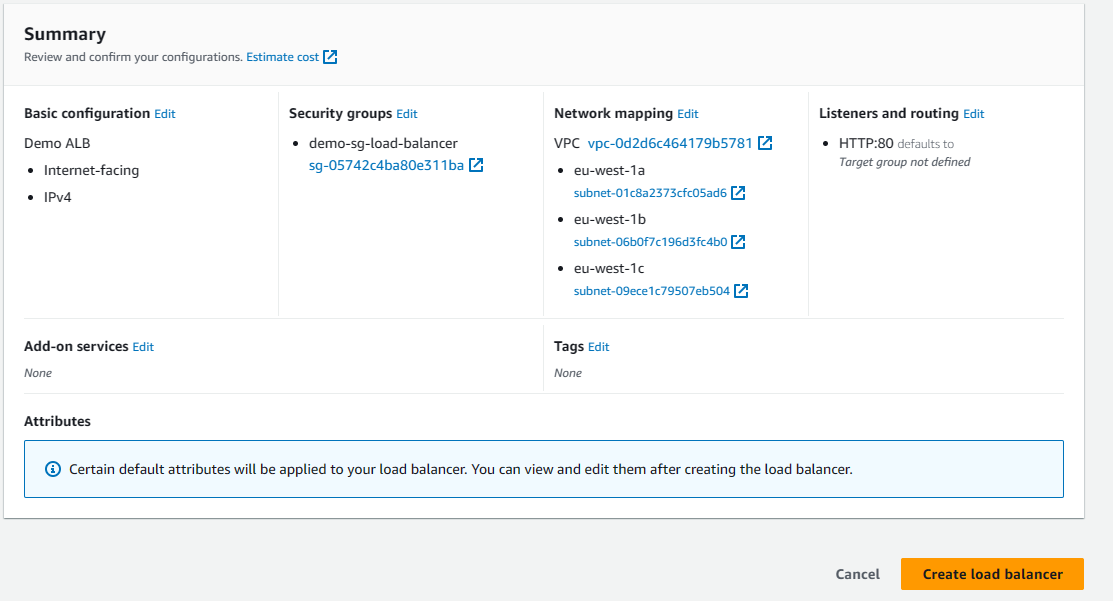 Summary
Review and confirm your configurations. Estimate cost
Basic configuration Edit
Demo ALB
Internet-facing
IPv4
Security groups Edit
demo-sg-load-balancer
sg-05742c4ba80e311ba
Network mapping Edit
VPC vpc-0d2d6c464179b5781
eu-west-1a
subnet-01c8a2373cfc05ad6
eu-west-1b
subnet-06b0f7c196d3fc4b0
eu-west-1c
subnet-09ece1c79507eb504
Listeners and routing Edit
HTTP:80 defaults to
Target group not defined
Add-on services Edit
None
Tags Edit
None
Attributes
Certain default attributes will be applied to your load balancer. You can view and edit them after creating the load balancer.
Cancel
Create load balancer